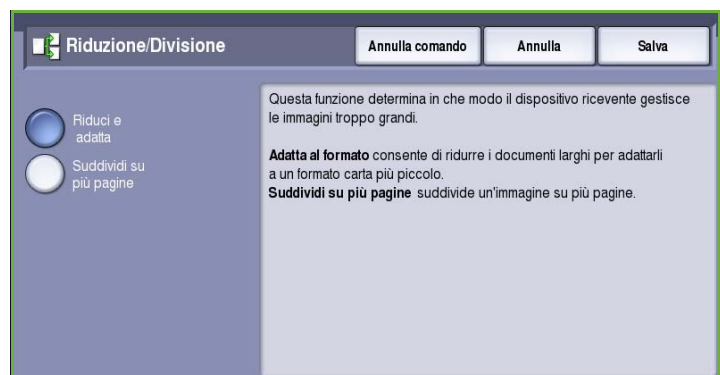 Riduzione/Divisione
Annulla comando
Annulla
Salva
Riduci e
adatta
Suddividi su
più pagine
Questa funzione determina in che modo il dispositivo ricevente gestisce
le immagini troppo grandi.
Adatta al formato consente di ridurre i documenti larghi per adattarli
a un formato carta più piccolo.
Suddividi su più pagine suddivide un'immagine su più pagine.